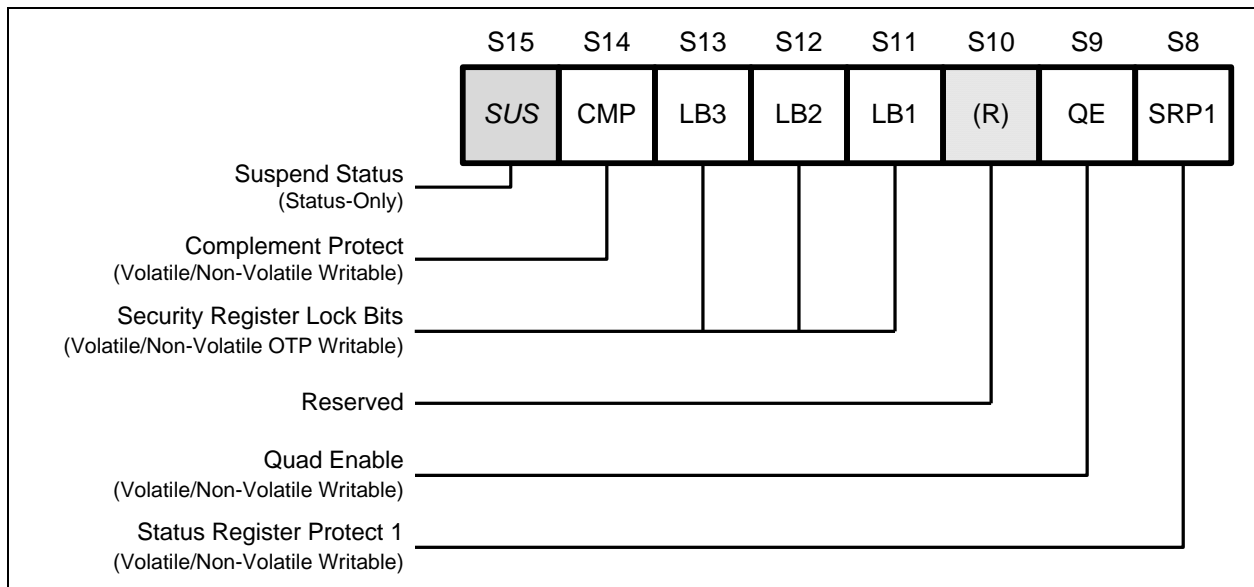 S15 S14 S13 S12 S11 S10 S9 S8
SUS CMP LB3 LB2 LB1 (R) QE SRP1
Suspend Status
(Status-Only)
Complement Protect
(Volatile/Non-Volatile Writable)
Security Register Lock Bits
(Volatile/Non-Volatile OTP Writable)
Reserved
Quad Enable
(Volatile/Non-Volatile Writable)
Status Register Protect 1
(Volatile/Non-Volatile Writable)